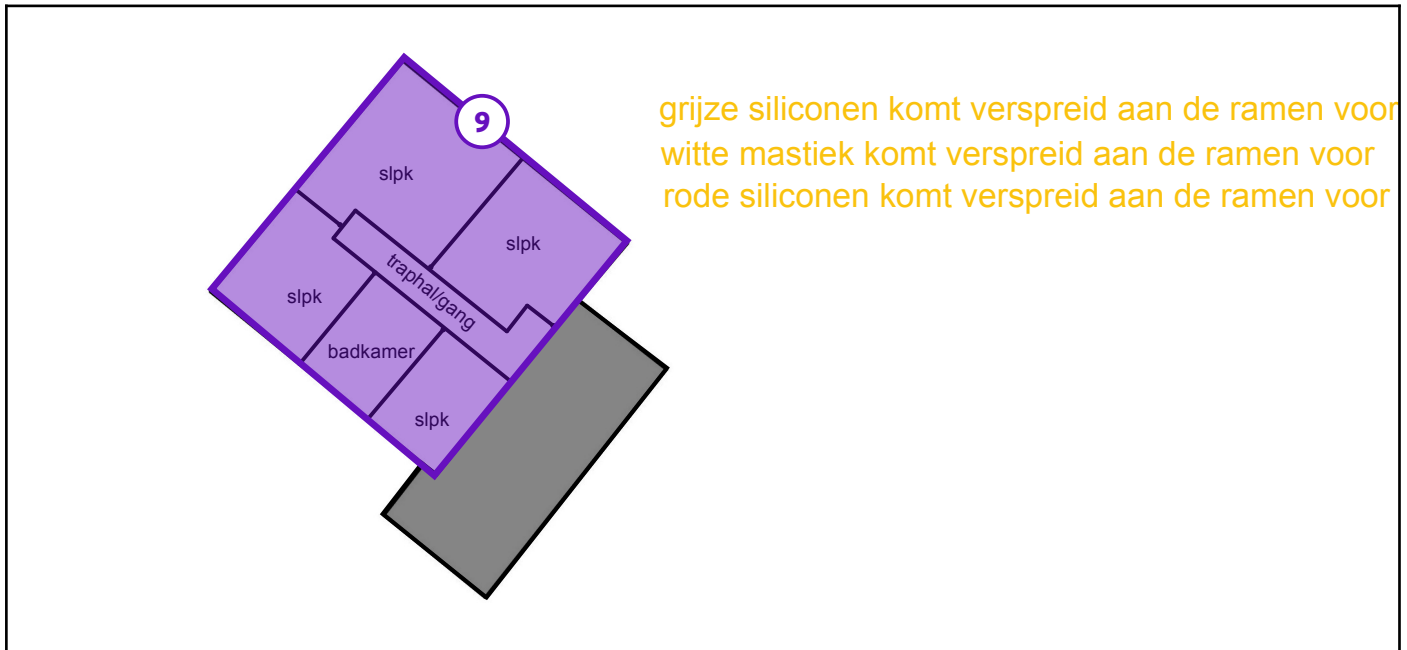 9
grijze siliconen komt verspreid aan de ramen voor
witte mastiek komt verspreid aan de ramen voor
rode siliconen komt verspreid aan de ramen voor
slpk
slpk
traphal/gang
slpk
badkamer
slpk